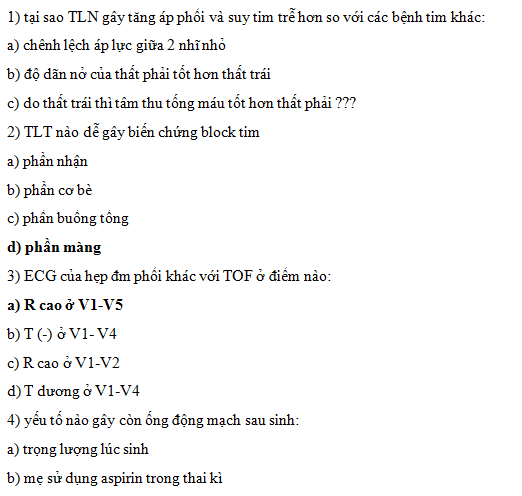 1) tại sao TLN gây tăng áp phổi và suy tim trễ hơn so với các bệnh tim khác:
a) chênh lệch áp lực giữa 2 nhĩ nhỏ
b) độ dãn nở của thất phải tốt hơn thất trái
c) do thất trái thì tâm thu tống máu tốt hơn thất phải ???
2) TLT nào dễ gây biến chứng block tim
a) phần nhận
b) phần cơ bè
c) phần buồng tống
d) phần màng
3) ECG của hẹp đm phổi khác với TOF ở điểm nào:
a) R cao ở V1-V5
b) T (-) ở V1- V4
c) R cao ở V1-V2
d) T dương ở V1-V4
4) yếu tố nào gây còn ống động mạch sau sinh:
a) trọng lượng lúc sinh
b) mẹ sử dụng aspirin trong thai kì